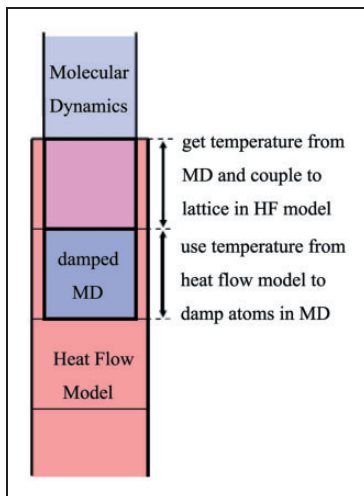 Molecular
Dynamics
get temperature from
MD and couple to
lattice in HF model
damped
MD
use temperature from
heat flow model to
damp atoms in MD
Heat Flow
Model